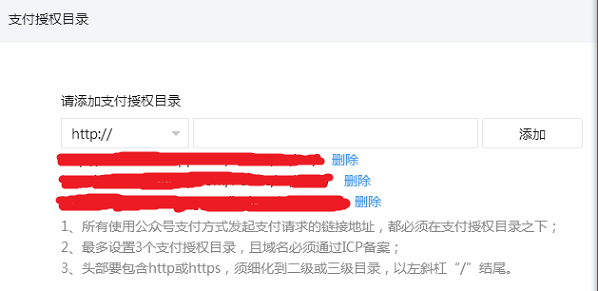 支付授权目录
请添加支付授权目录
http:// 添加
删除
删除
删除
1、所有使用公众号支付方式发起支付请求的链接地址，都必须在支付授权目录之下；
2、最多设置3个支付授权目录，且域名必须通过ICP备案；
3、头部要包含http或https，须细化到二级或三级目录，以左斜杠“/”结尾。